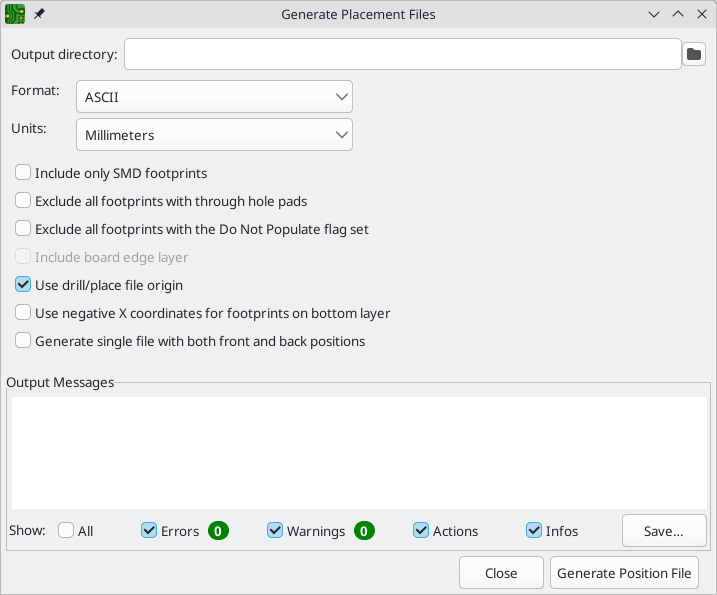 Generate Placement Files
Output directory:
Format:
ASCII
Units:
Millimeters
Include only SMD footprints
Exclude all footprints with through hole pads
Exclude all footprints with the Do Not Populate flag set
Include board edge layer
Use drill/place file origin
Use negative X coordinates for footprints on bottom layer
Generate single file with both front and back positions
Output Messages
Show: All Errors 0 Warnings 0 Actions Infos Save...
Close Generate Position File